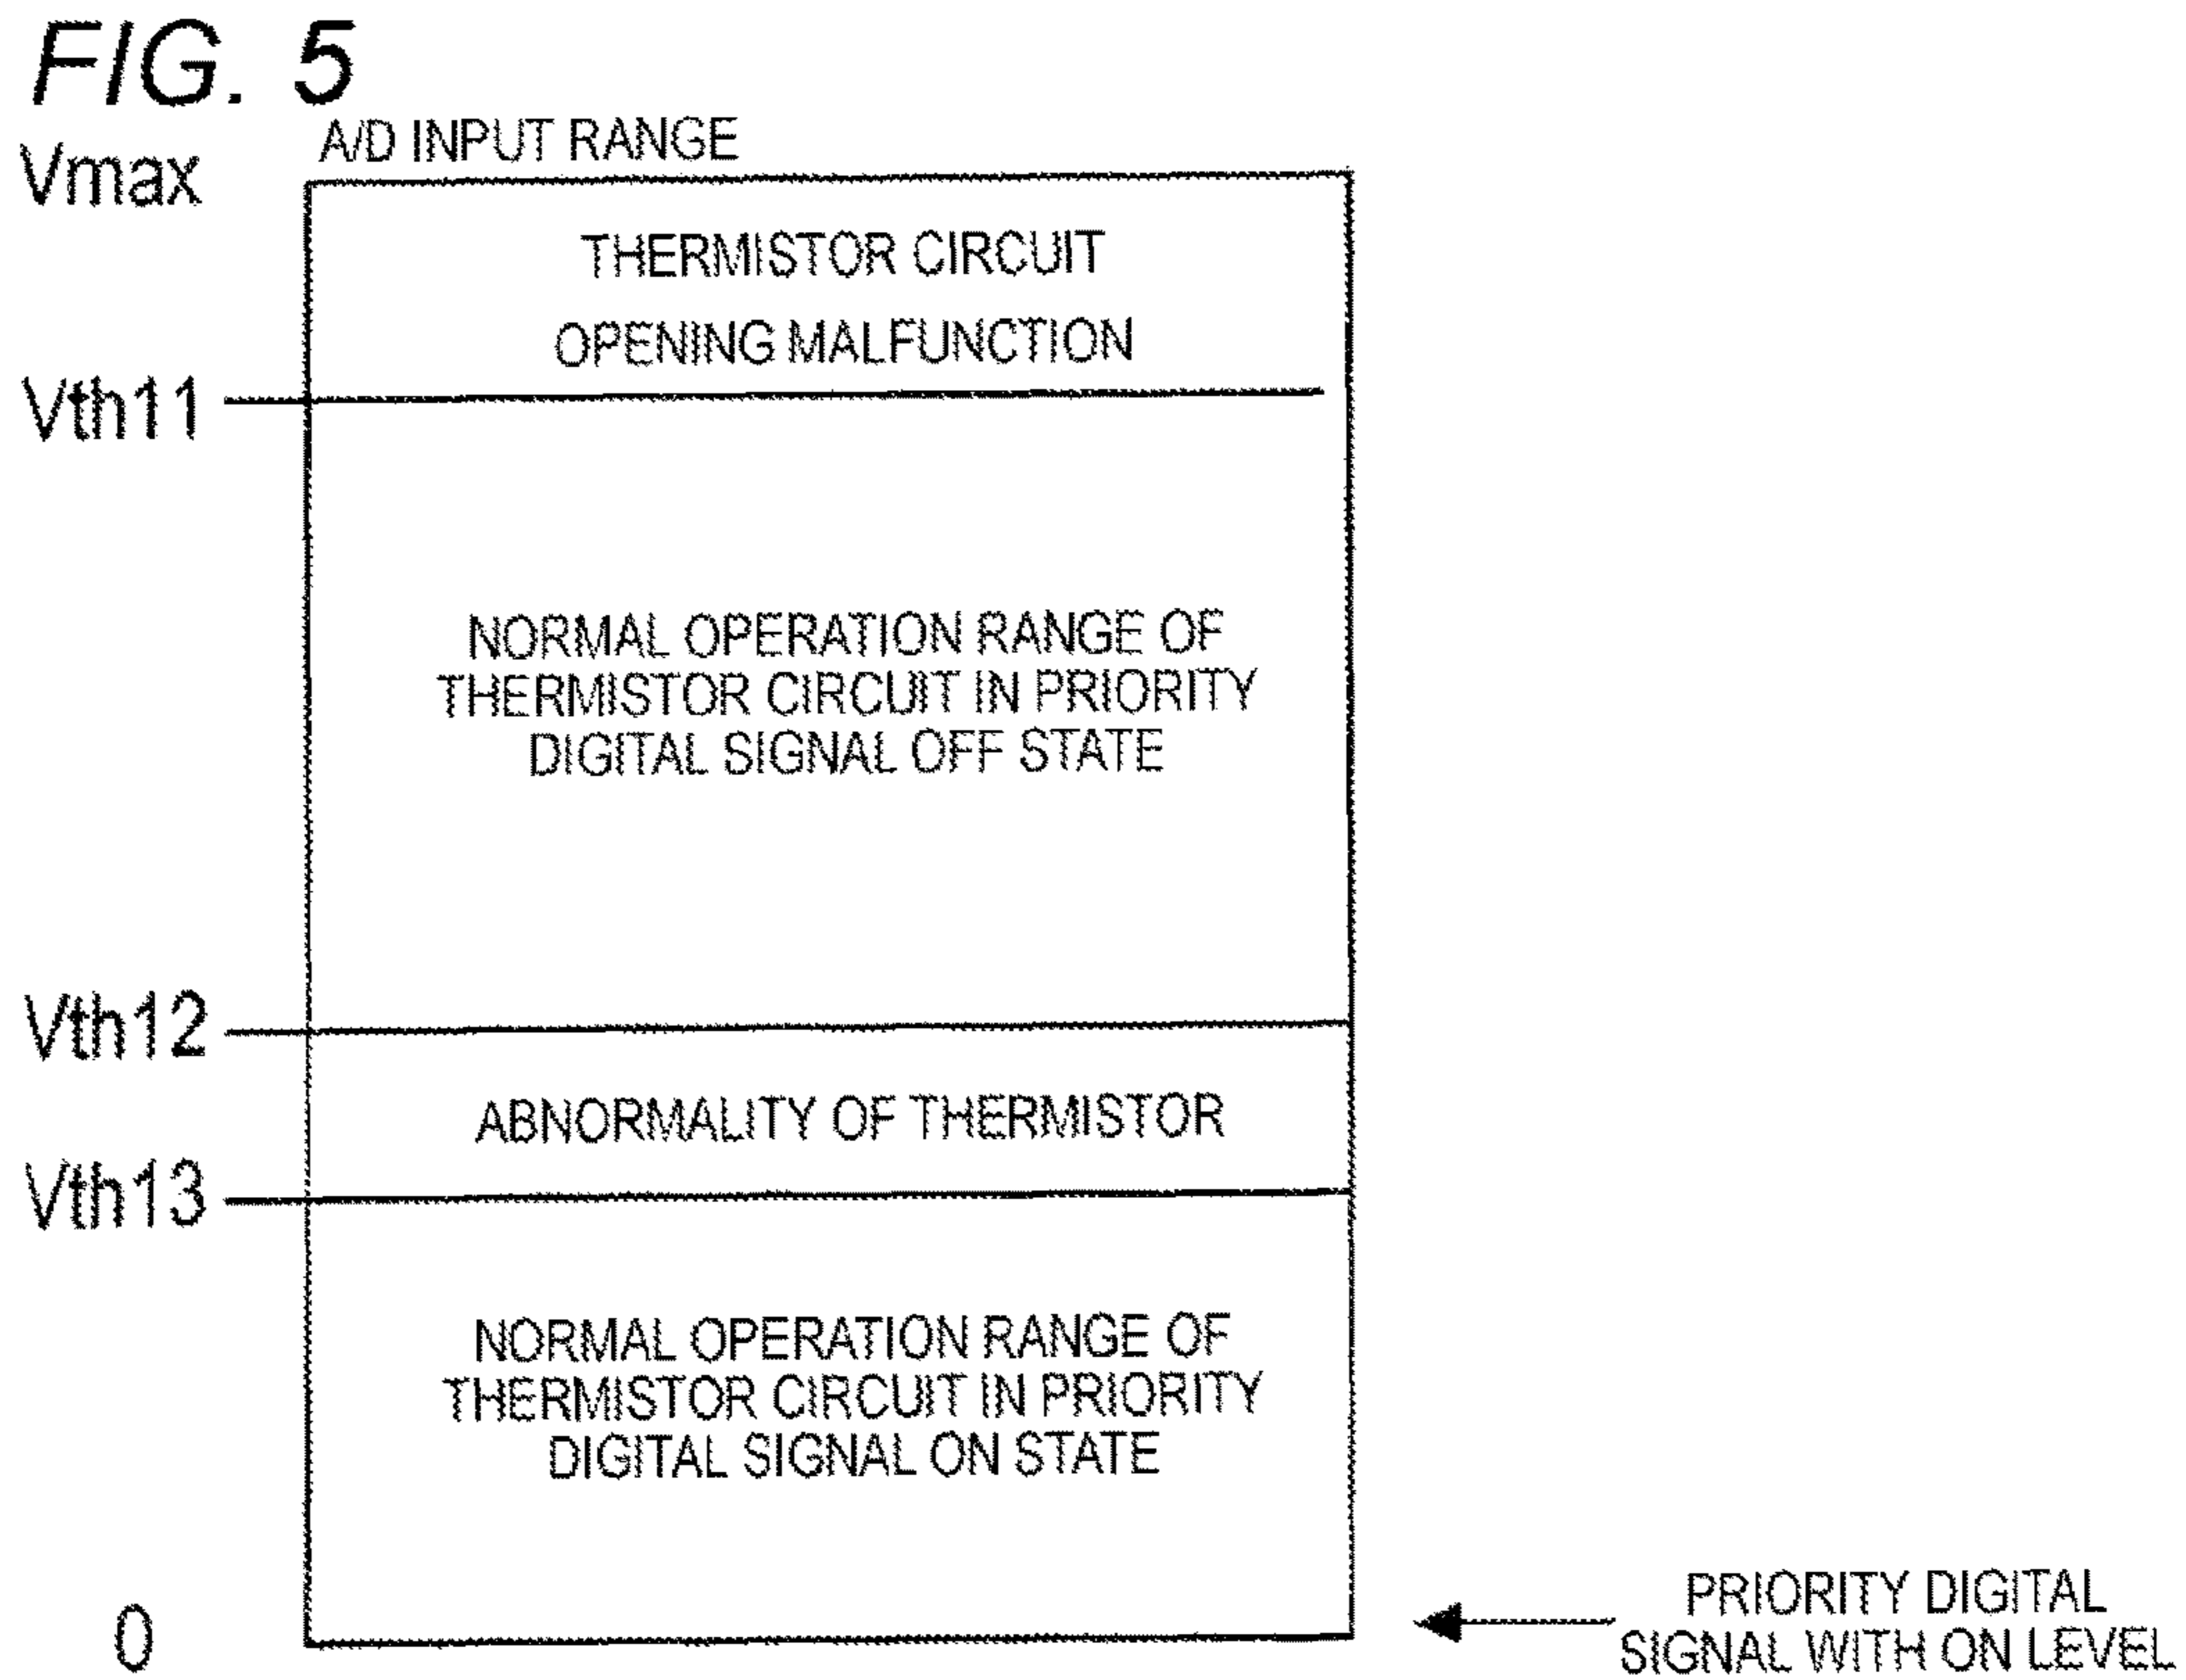 FIG. 5
A/D INPUT RANGE
Vmax
THERMISTOR CIRCUIT
OPENING MALFUNCTION
Vth11
NORMAL OPERATION RANGE OF
THERMISTOR CIRCUIT IN PRIORITY
DIGITAL SIGNAL OFF STATE
Vth12
ABNORMALITY OF THERMISTOR
Vth13
NORMAL OPERATION RANGE OF
THERMISTOR CIRCUIT IN PRIORITY
DIGITAL SIGNAL ON STATE
0
PRIORITY DIGITAL
SIGNAL WITH ON LEVEL